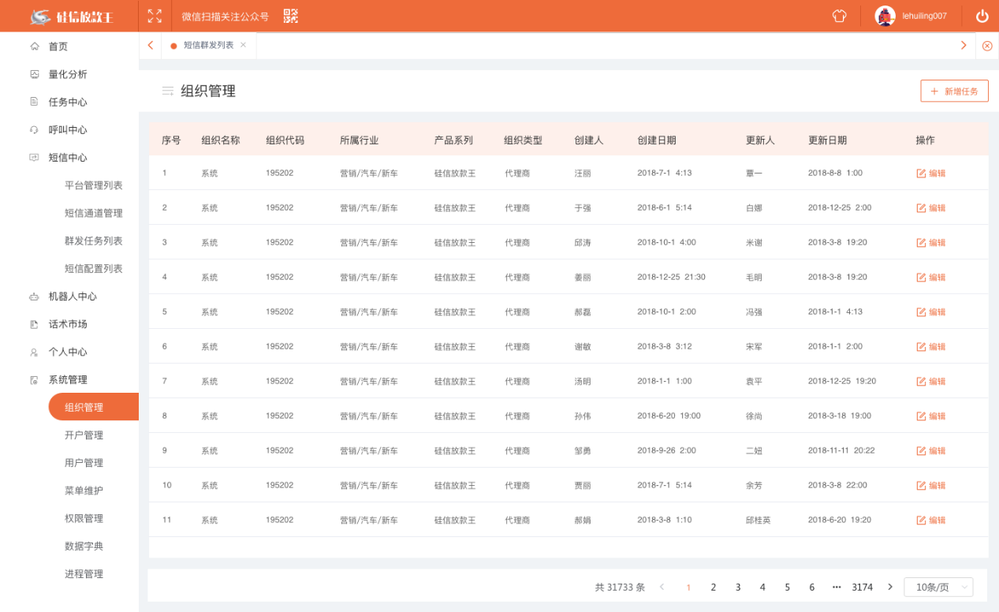 硅信放款王 微信扫描关注公众号 lehuiling007
首页
量化分析
任务中心
呼叫中心
短信中心
平台管理列表
短信通道管理
群发任务列表
短信配置列表
机器人中心
话术市场
个人中心
系统管理
组织管理
开户管理
用户管理
菜单维护
权限管理
数据字典
进程管理
短信群发列表 ×
组织管理 + 新增任务
序号 组织名称 组织代码 所属行业 产品系列 组织类型 创建人 创建日期 更新人 更新日期 操作
1 系统 195202 营销/汽车/新车 硅信放款王 代理商 汪丽 2018-7-1 4:13 覃一 2018-8-8 1:00 编辑
2 系统 195202 营销/汽车/新车 硅信放款王 代理商 于强 2018-6-1 5:14 白娜 2018-12-25 2:00 编辑
3 系统 195202 营销/汽车/新车 硅信放款王 代理商 邱涛 2018-10-1 4:00 米谢 2018-3-8 19:20 编辑
4 系统 195202 营销/汽车/新车 硅信放款王 代理商 姜丽 2018-12-25 21:30 毛明 2018-3-8 19:20 编辑
5 系统 195202 营销/汽车/新车 硅信放款王 代理商 郝磊 2018-10-1 2:00 冯强 2018-1-1 4:13 编辑
6 系统 195202 营销/汽车/新车 硅信放款王 代理商 谢敏 2018-3-8 3:12 宋军 2018-1-1 2:00 编辑
7 系统 195202 营销/汽车/新车 硅信放款王 代理商 汤明 2018-1-1 1:00 袁平 2018-12-25 19:20 编辑
8 系统 195202 营销/汽车/新车 硅信放款王 代理商 孙伟 2018-6-20 19:00 徐尚 2018-3-18 19:00 编辑
9 系统 195202 营销/汽车/新车 硅信放款王 代理商 邹勇 2018-9-26 2:00 二妞 2018-11-11 20:22 编辑
10 系统 195202 营销/汽车/新车 硅信放款王 代理商 贾丽 2018-7-1 5:14 余芳 2018-3-8 22:00 编辑
11 系统 195202 营销/汽车/新车 硅信放款王 代理商 郝娟 2018-3-8 1:10 邱桂英 2018-6-20 19:20 编辑
共 31733 条 1 2 3 4 5 6 ··· 3174 10条/页